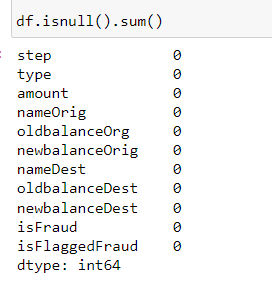 df.isnull().sum()
step 0
type 0
amount 0
nameOrig 0
oldbalanceOrg 0
newbalanceOrig 0
nameDest 0
oldbalanceDest 0
newbalanceDest 0
isFraud 0
isFlaggedFraud 0
dtype: int64